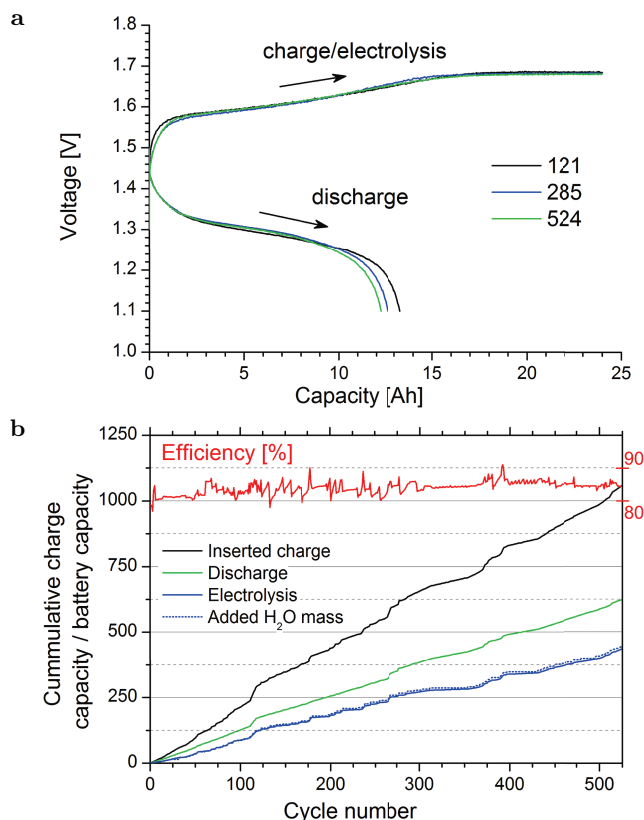 a
charge/electrolysis
discharge
121
285
524
Voltage [V]
1.8
1.7
1.6
1.5
1.4
1.3
1.2
1.1
1.0
0 5 10 15 20 25
Capacity [Ah]
b
Efficiency [%]
90
80
Inserted charge
Discharge
Electrolysis
Added H₂O mass
Cummulative charge
capacity / battery capacity
1250
1000
750
500
250
0
0 100 200 300 400 500
Cycle number